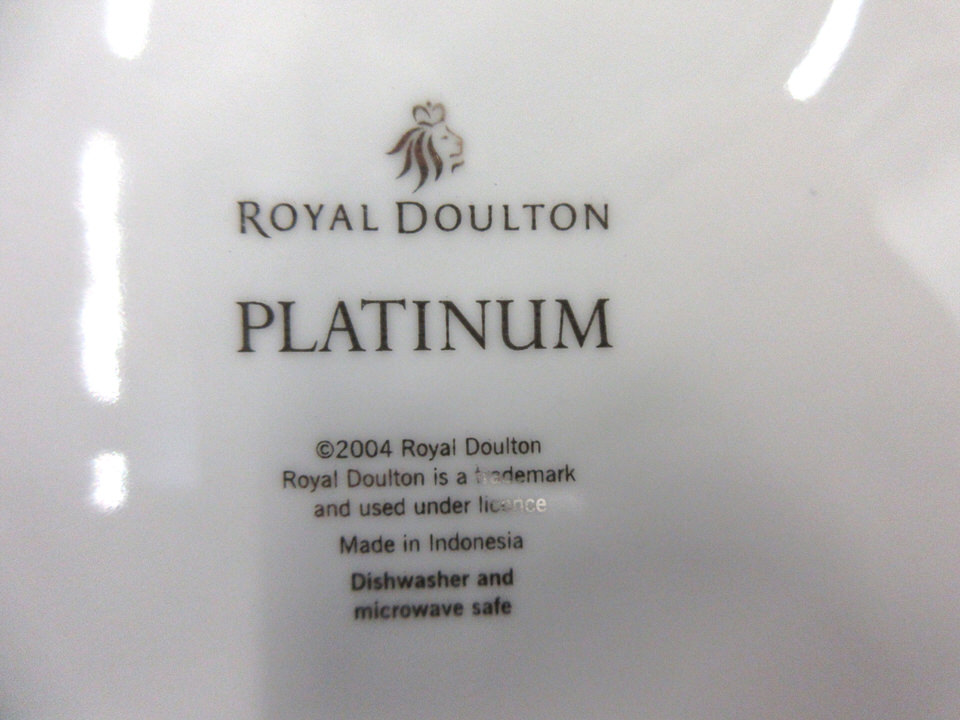 ROYAL DOULTON
PLATINUM
©2004 Royal Doulton
Royal Doulton is a trademark
and used under licence
Made in Indonesia
Dishwasher and
microwave safe